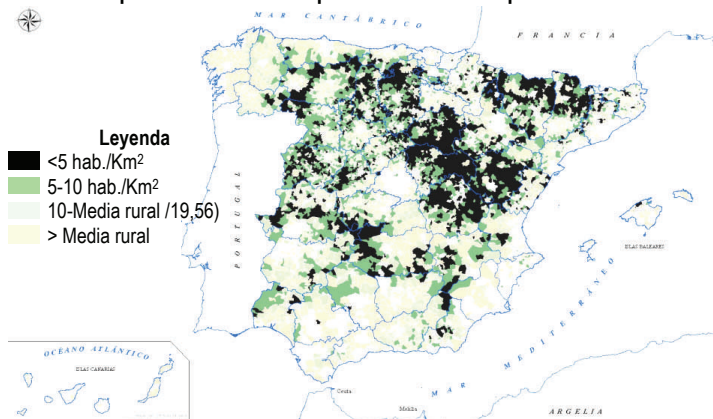 MAR CANTÁBRICO
FRANCIA
Leyenda
<5 hab./Km²
5-10 hab./Km²
10-Media rural /19,56)
> Media rural
PORTUGAL
ISLAS BALEARES
MAR MEDITERRÁNEO
OCÉANO ATLÁNTICO
ISLAS CANARIAS
Ceuta
Melilla
ARGELIA